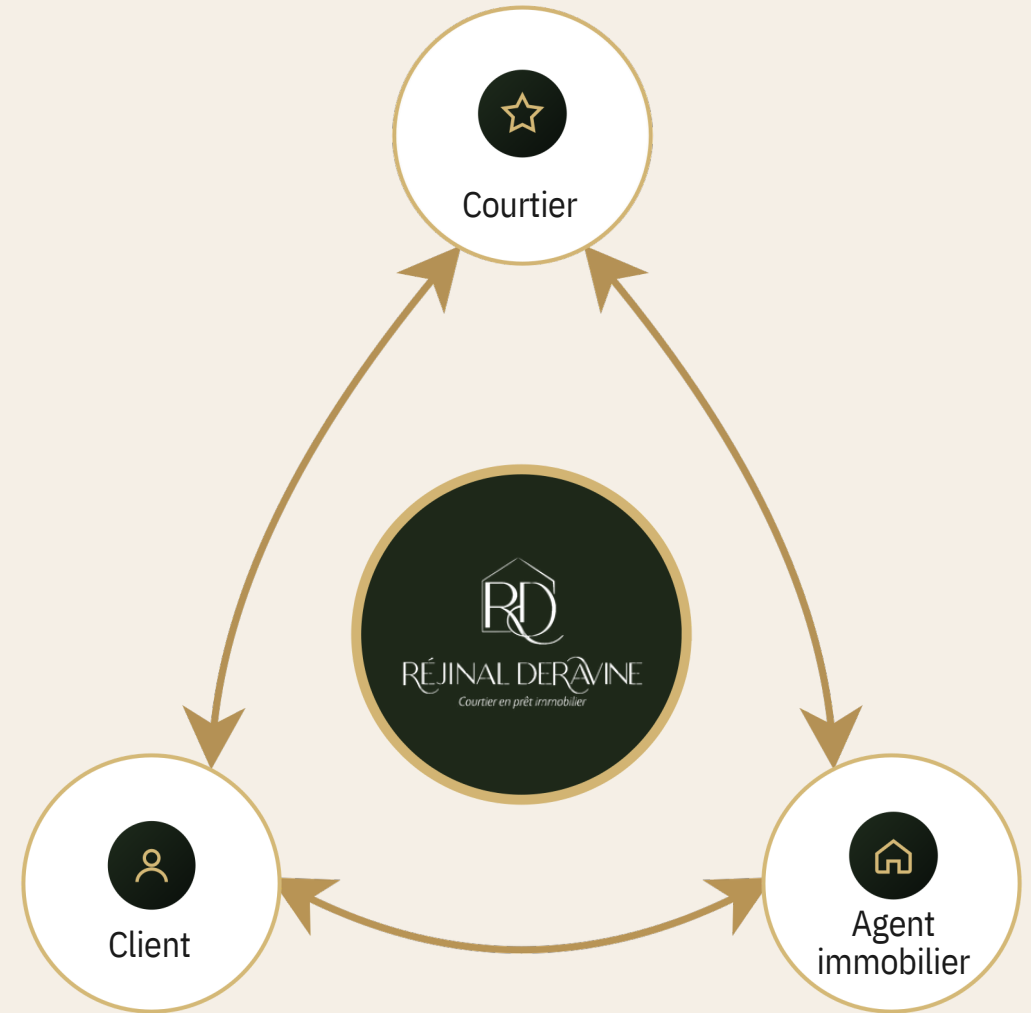 Courtier
RD
RÉJINAL DERAVINE
Courtier en prêt immobilier
Client
Agent
immobilier